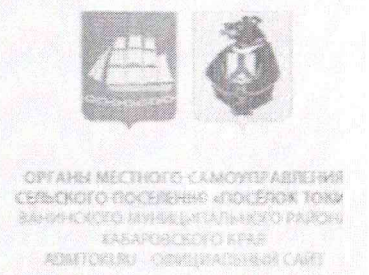 ОРГАНЫ МЕСТНОГО САМОУПРАВЛЕНИЯ
СЕЛЬСКОГО ПОСЕЛЕНИЯ «ПОСЁЛОК ТОКИ
ВАНИНСКОГО МУНИЦИПАЛЬНОГО РАЙОНА
ХАБАРОВСКОГО КРАЯ
ADMTOKI.RU - ОФИЦИАЛЬНЫЙ САЙТ